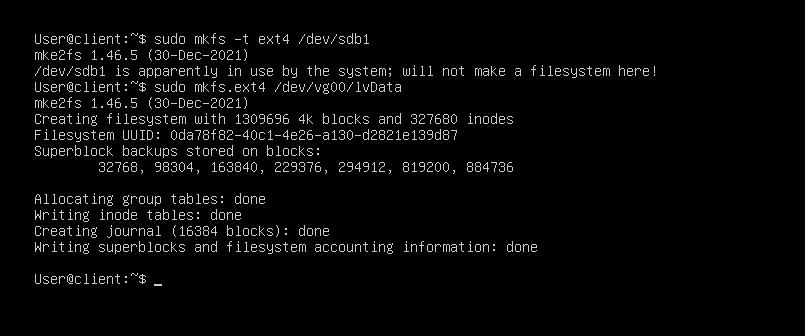 User@client:~$ sudo mkfs -t ext4 /dev/sdb1
mke2fs 1.46.5 (30-Dec-2021)
/dev/sdb1 is apparently in use by the system; will not make a filesystem here!
User@client:~$ sudo mkfs.ext4 /dev/vg00/lvData
mke2fs 1.46.5 (30-Dec-2021)
Creating filesystem with 1309696 4k blocks and 327680 inodes
Filesystem UUID: 0da78f82-40c1-4e26-a130-d2821e139d87
Superblock backups stored on blocks:
        32768, 98304, 163840, 229376, 294912, 819200, 884736
Allocating group tables: done
Writing inode tables: done
Creating journal (16384 blocks): done
Writing superblocks and filesystem accounting information: done
User@client:~$ _